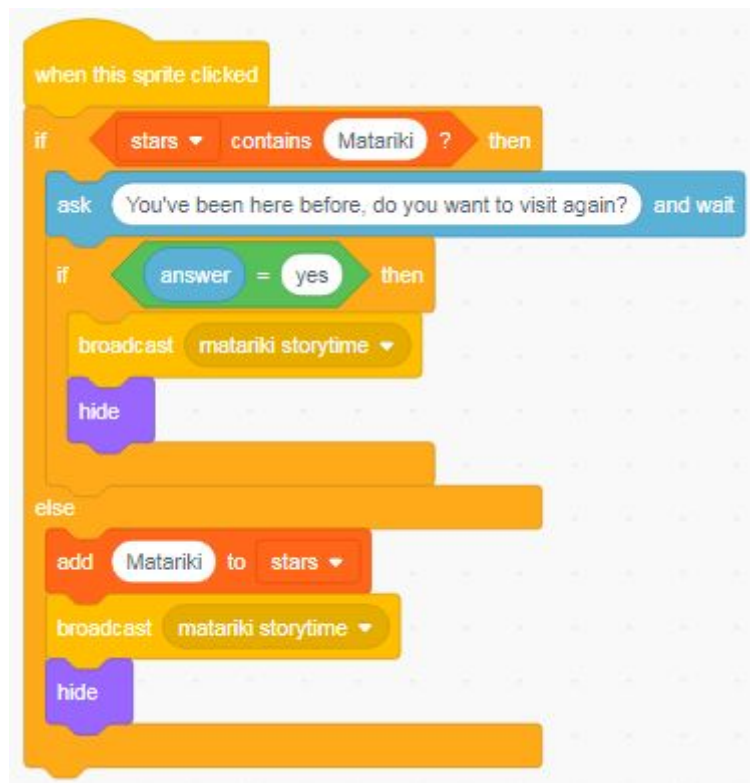 when this sprite clicked
if stars contains Matariki ? then
ask You've been here before, do you want to visit again? and wait
if answer = yes then
broadcast matariki storytime
hide
else
add Matariki to stars
broadcast matariki storytime
hide